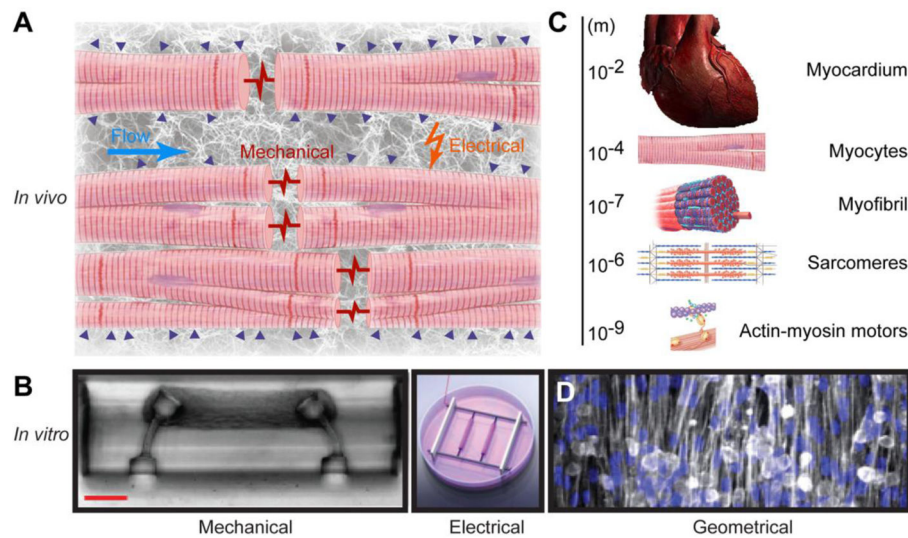 A
Flow
Mechanical
Electrical
In vivo
C
(m)
10⁻² Myocardium
10⁻⁴ Myocytes
10⁻⁷ Myofibril
10⁻⁶ Sarcomeres
10⁻⁹ Actin-myosin motors
B
In vitro
D
Mechanical
Electrical
Geometrical